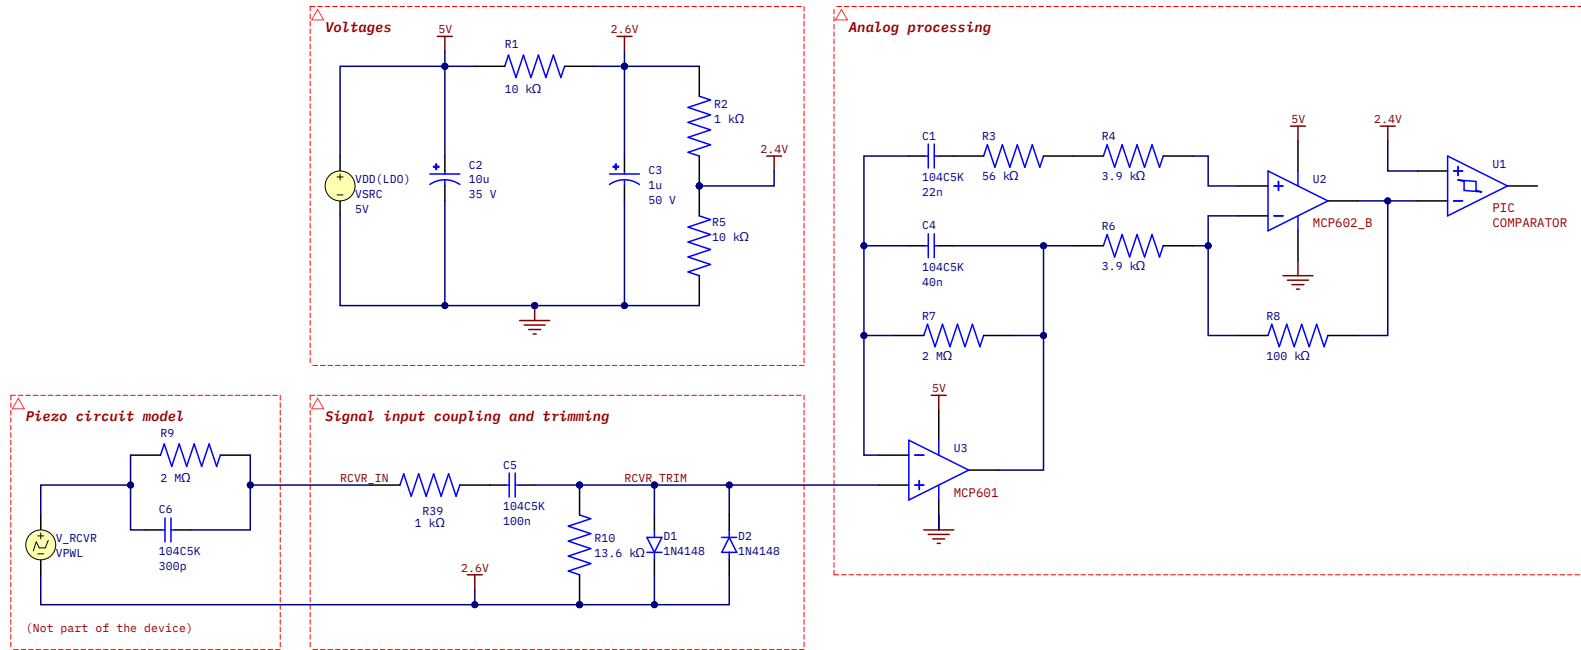 Voltages
5V
R1
10 kΩ
2.6V
R2
1 kΩ
2.4V
VDD(LDO)
VSRC
5V
C2
10u
35 V
C3
1u
50 V
R5
10 kΩ
Analog processing
C1
104C5K
22n
R3
56 kΩ
R4
3.9 kΩ
5V
2.4V
U2
MCP602_B
U1
PIC
COMPARATOR
C4
104C5K
40n
R6
3.9 kΩ
R7
2 MΩ
R8
100 kΩ
5V
U3
MCP601
Piezo circuit model
R9
2 MΩ
C6
104C5K
300p
V_RCVR
VPWL
(Not part of the device)
Signal input coupling and trimming
RCVR_IN
R39
1 kΩ
C5
104C5K
100n
RCVR_TRIM
R10
13.6 kΩ
D1
1N4148
D2
1N4148
2.6V